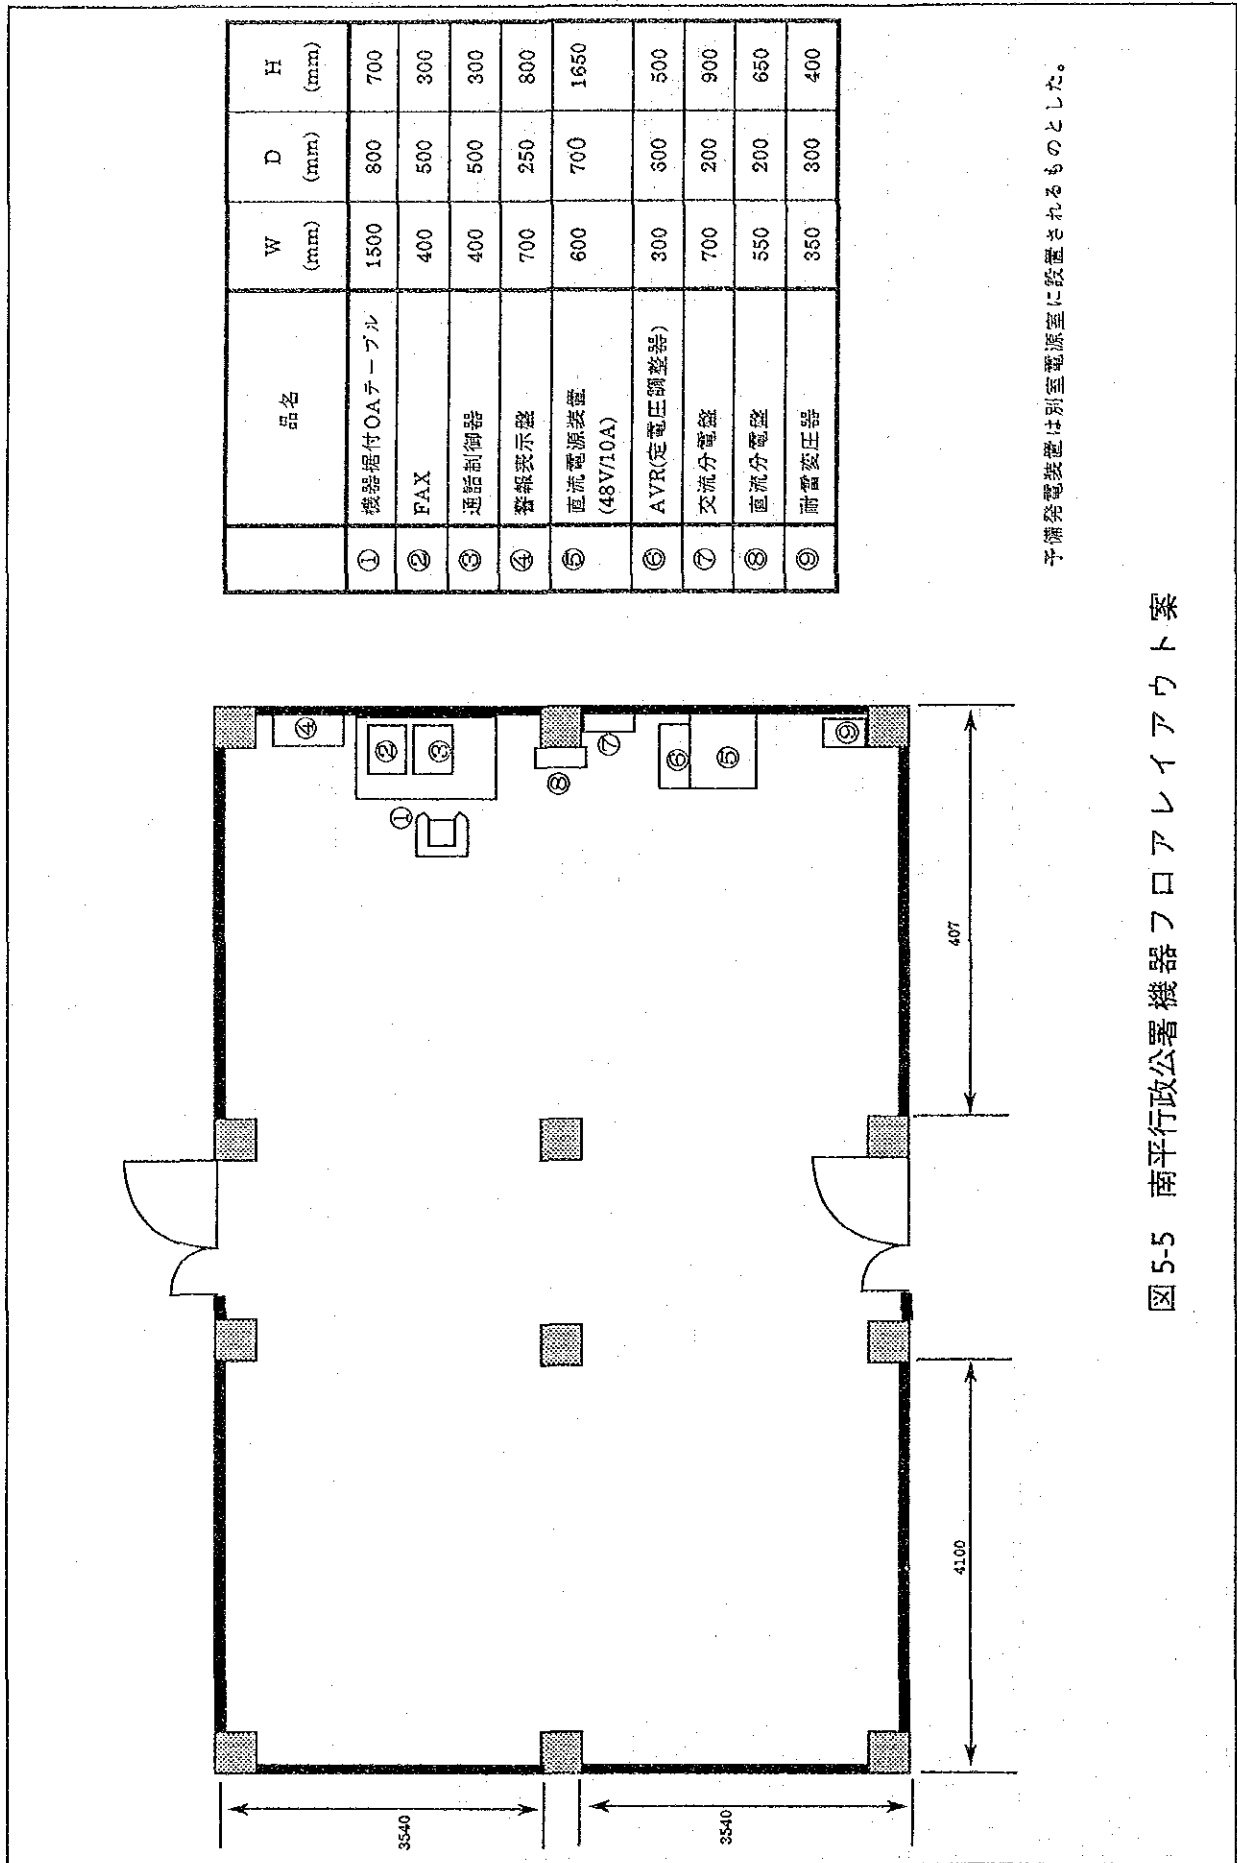 品名 W (mm) D (mm) H (mm)
① 機器据付OAテーブル 1500 800 700
② FAX 400 500 300
③ 通話制御器 400 500 300
④ 警報表示盤 700 250 800
⑤ 直流電源装置 (48V/10A) 600 700 1650
⑥ AVR(定電圧調整器) 300 600 500
⑦ 交流分電盤 700 200 900
⑧ 直流分電盤 550 200 650
⑨ 耐雷変圧器 350 300 400
予備発電装置は別室電源室に設置されるものとした。
④
②
③
①
⑧
⑦
⑥
⑤
⑨
3540
3540
4100
407
図 5-5 南平行政公署機器フロアレイアウト案